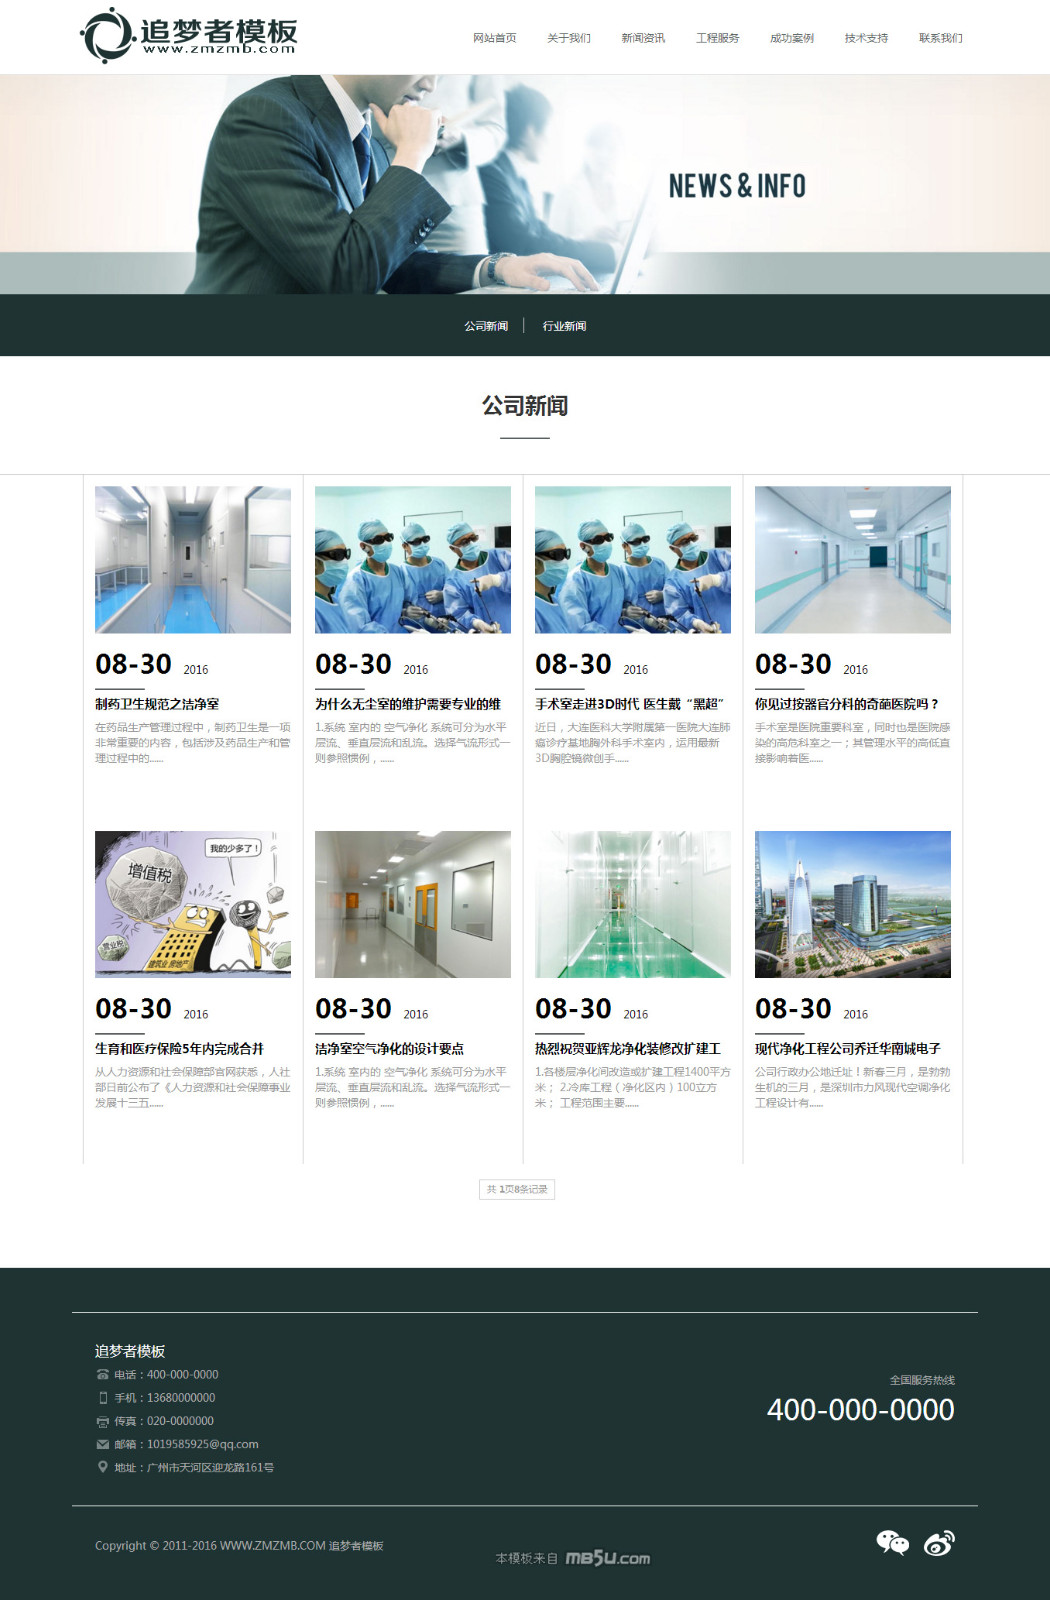 追梦者模板
www.zmzmb.com
网站首页 关于我们 新闻资讯 工程服务 成功案例 技术支持 联系我们
NEWS & INFO
公司新闻 行业新闻
公司新闻
08-30 2016
制药卫生规范之洁净室
在药品生产管理过程中，制药卫生是一项
非常重要的内容，包括涉及药品生产和管
理过程中的......
08-30 2016
为什么无尘室的维护需要专业的维
1.系统 室内的 空气净化 系统可分为水平
层流、垂直层流和乱流。选择气流形式一
则参照惯例，......
08-30 2016
手术室走进3D时代 医生戴“黑超”
近日，大连医科大学附属第一医院大连肺
癌诊疗基地胸外科手术室内，运用最新
3D胸腔镜微创手......
08-30 2016
你见过按器官分科的奇葩医院吗？
手术室是医院重要科室，同时也是医院感
染的高危科室之一；其管理水平的高低直
接影响着医......
我的少多了！
增值税
营业税
建筑业 房地产
08-30 2016
生育和医疗保险5年内完成合并
从人力资源和社会保障部官网获悉，人社
部日前公布了《人力资源和社会保障事业
发展十三五......
08-30 2016
洁净室空气净化的设计要点
1.系统 室内的 空气净化 系统可分为水平
层流、垂直层流和乱流。选择气流形式一
则参照惯例，......
08-30 2016
热烈祝贺亚辉龙净化装修改扩建工
1.各楼层净化间改造或扩建工程1400平方
米； 2.冷库工程（净化区内）100立方
米； 工程范围主要......
08-30 2016
现代净化工程公司乔迁华南城电子
公司行政办公地迁址！新春三月，是勃勃
生机的三月，是深圳市力风现代空调净化
工程设计有......
共 1页8条记录
追梦者模板
电话：400-000-0000
手机：13680000000
传真：020-0000000
邮箱：1019585925@qq.com
地址：广州市天河区迎龙路161号
全国服务热线
400-000-0000
Copyright © 2011-2016 WWW.ZMZMB.COM 追梦者模板
本模板来自 mb5u.com